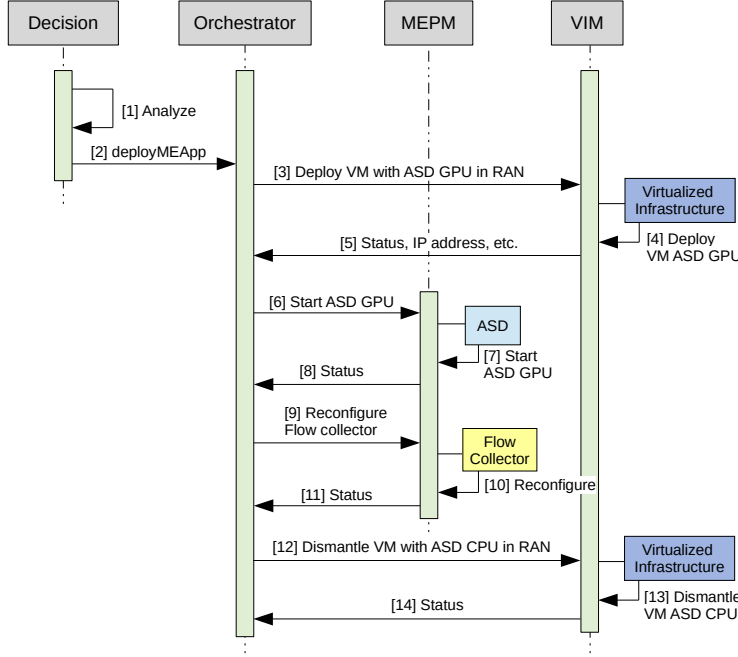 Decision
Orchestrator
MEPM
VIM
[1] Analyze
[2] deployMEApp
[3] Deploy VM with ASD GPU in RAN
Virtualized
Infrastructure
[4] Deploy
VM ASD GPU
[5] Status, IP address, etc.
[6] Start ASD GPU
ASD
[7] Start
ASD GPU
[8] Status
[9] Reconfigure
Flow collector
Flow
Collector
[10] Reconfigure
[11] Status
[12] Dismantle VM with ASD CPU in RAN
Virtualized
Infrastructure
[13] Dismantle
VM ASD CPU
[14] Status